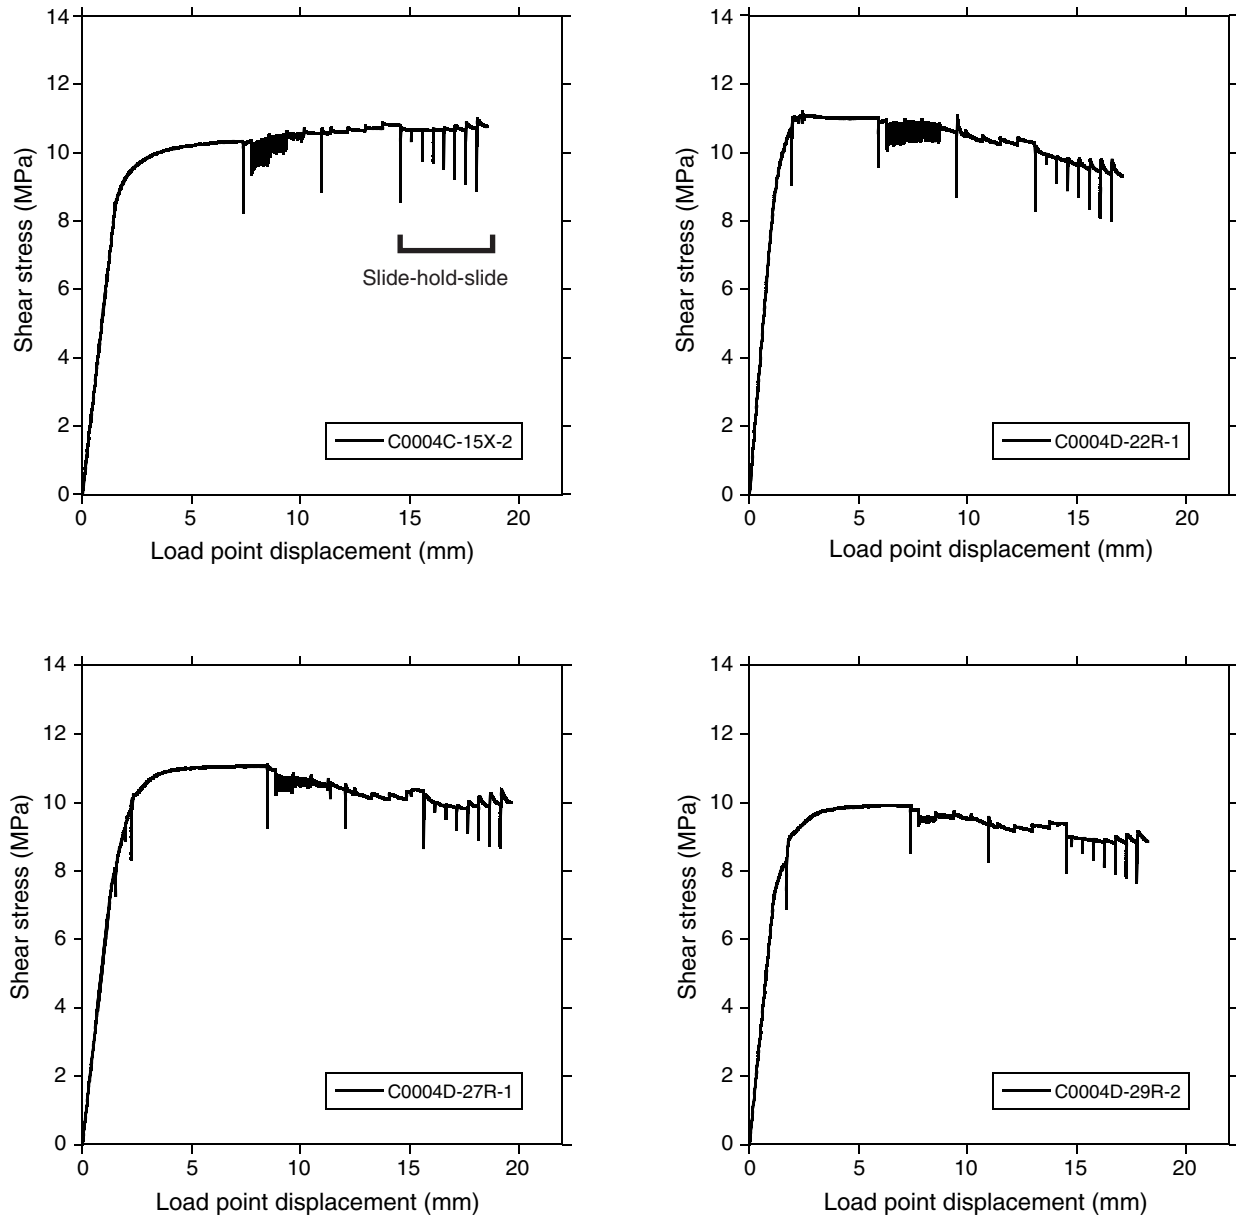 14
12
10
8
6
4
2
0
Shear stress (MPa)
Slide-hold-slide
C0004C-15X-2
0 5 10 15 20
Load point displacement (mm)
14
12
10
8
6
4
2
0
Shear stress (MPa)
C0004D-22R-1
0 5 10 15 20
Load point displacement (mm)
14
12
10
8
6
4
2
0
Shear stress (MPa)
C0004D-27R-1
0 5 10 15 20
Load point displacement (mm)
14
12
10
8
6
4
2
0
Shear stress (MPa)
C0004D-29R-2
0 5 10 15 20
Load point displacement (mm)